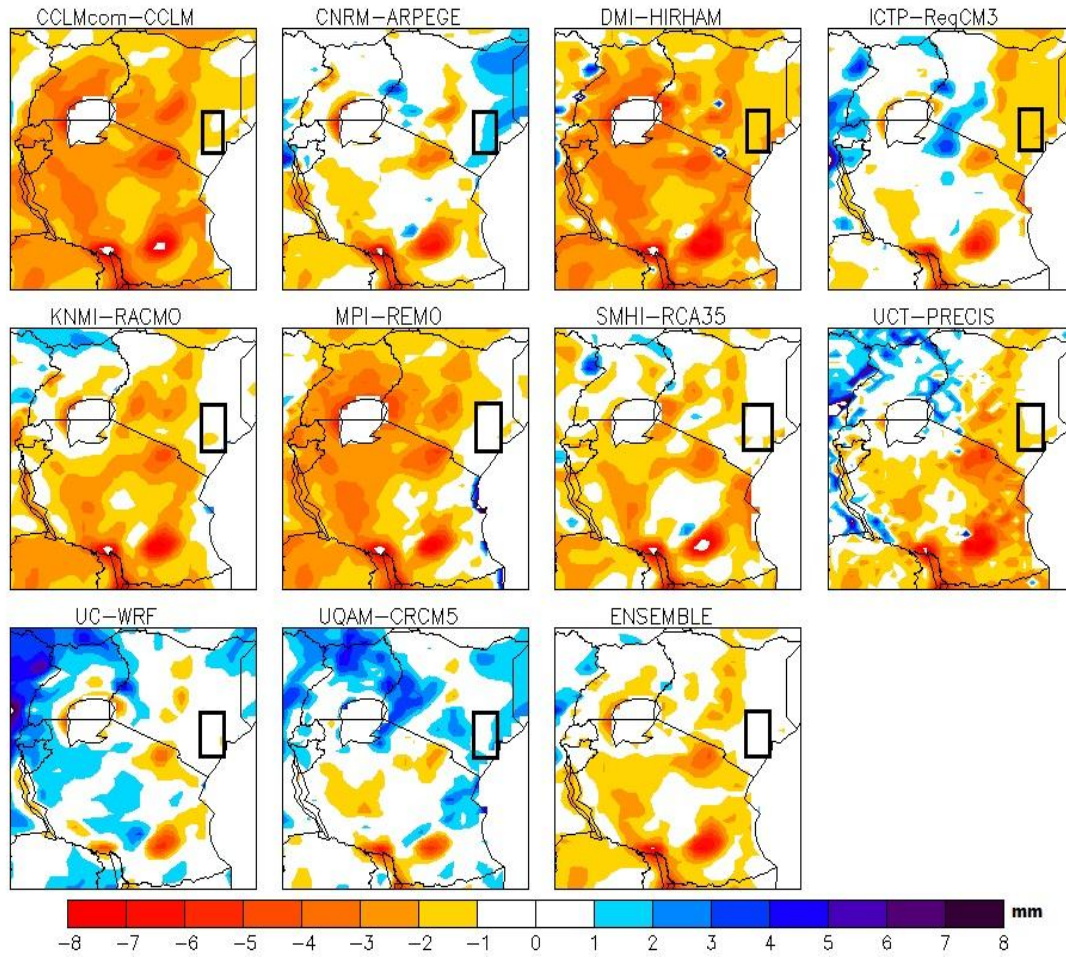 CCLMcom-CCLM CNRM-ARPEGE DMI-HIRHAM ICTP-RegCM3
KNMI-RACMO MPI-REMO SMHI-RCA35 UCT-PRECIS
UC-WRF UQAM-CRCM5 ENSEMBLE
mm
-8 -7 -6 -5 -4 -3 -2 -1 0 1 2 3 4 5 6 7 8